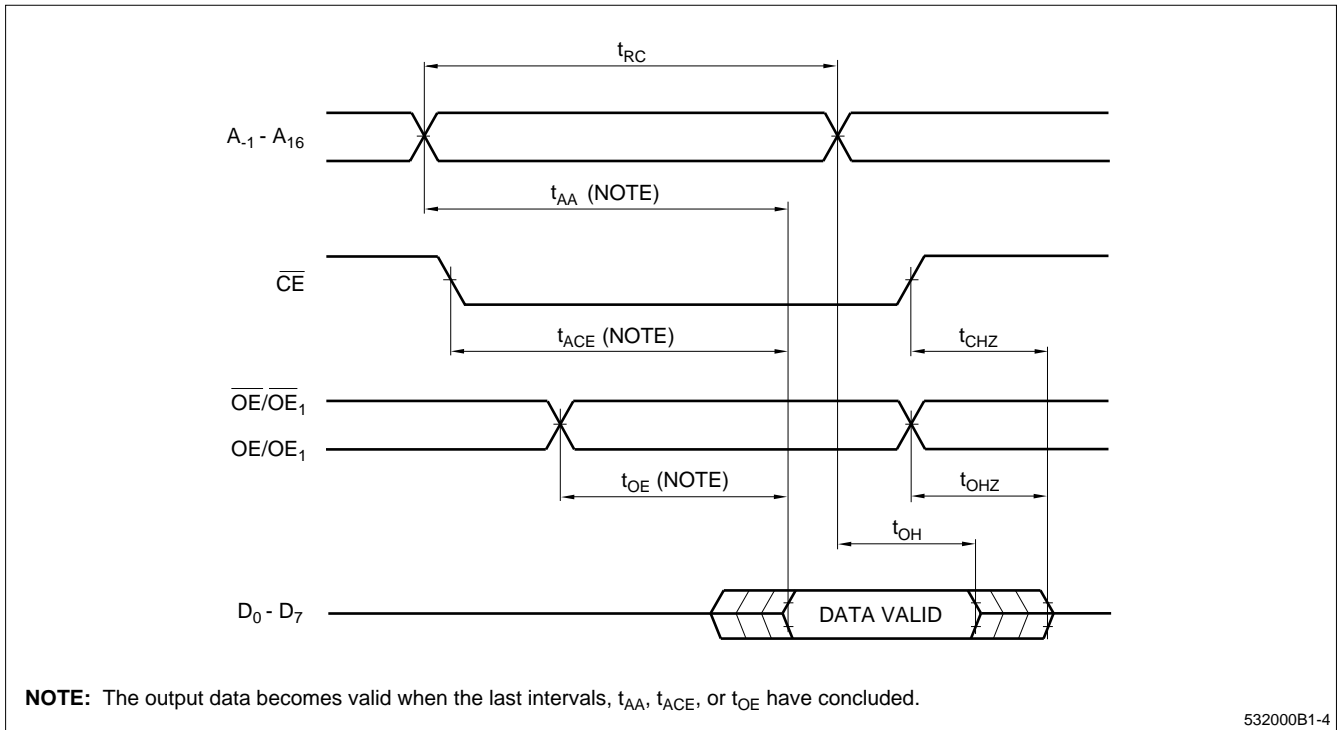 tRC
A-1 - A16
tAA (NOTE)
CE
tACE (NOTE)
tCHZ
OE/OE1
OE/OE1
tOE (NOTE)
tOHZ
tOH
D0 - D7
DATA VALID
NOTE: The output data becomes valid when the last intervals, tAA, tACE, or tOE have concluded.
532000B1-4